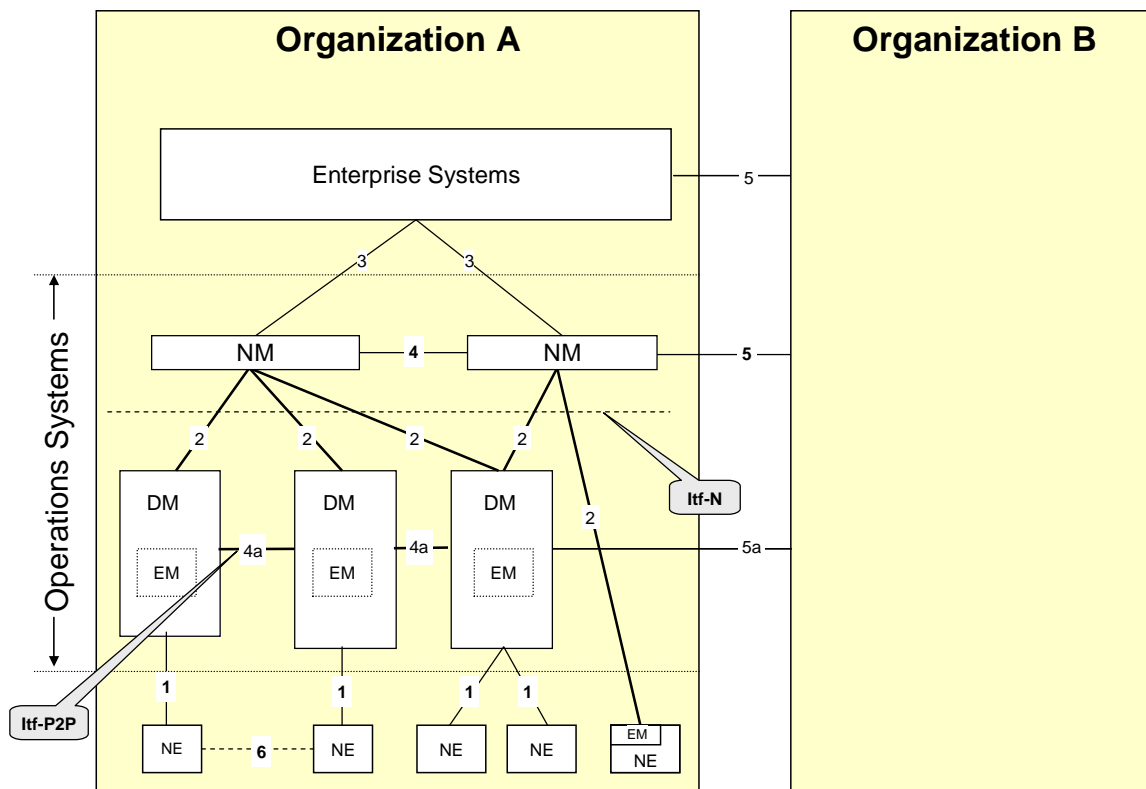 Organization A
Organization B
Enterprise Systems
5
3
3
Operations Systems
NM
4
NM
5
2
2
2
2
Itf-N
DM
DM
DM
2
4a
4a
5a
EM
EM
EM
1
1
1
1
Itf-P2P
NE
6
NE
NE
NE
EM
NE